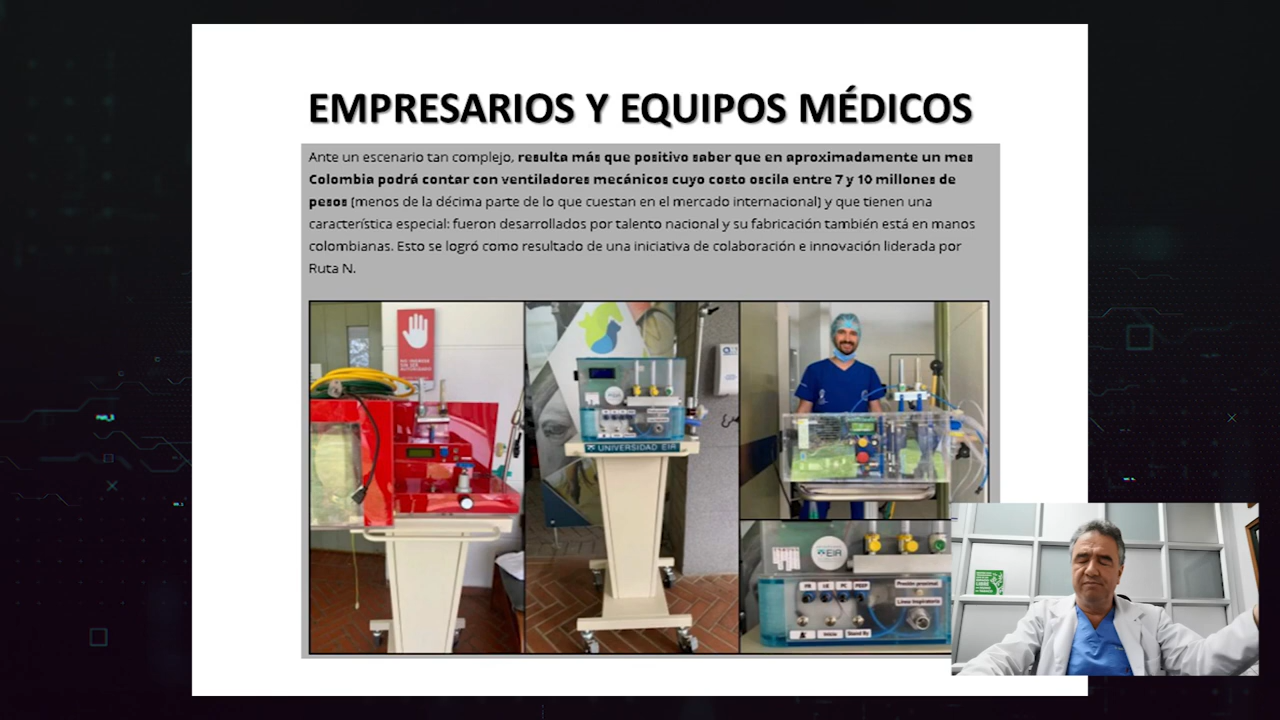 EMPRESARIOS Y EQUIPOS MÉDICOS
Ante un escenario tan complejo, resulta más que positivo saber que en aproximadamente un mes
Colombia podrá contar con ventiladores mecánicos cuyo costo oscila entre 7 y 10 millones de
pesos (menos de la décima parte de lo que cuestan en el mercado internacional) y que tienen una
característica especial: fueron desarrollados por talento nacional y su fabricación también está en manos
colombianas. Esto se logró como resultado de una iniciativa de colaboración e innovación liderada por
Ruta N.
UNIVERSIDAD EIA
EIA
PEEP
Presión proximal
Línea Inspiratoria
Inicio
Stand By